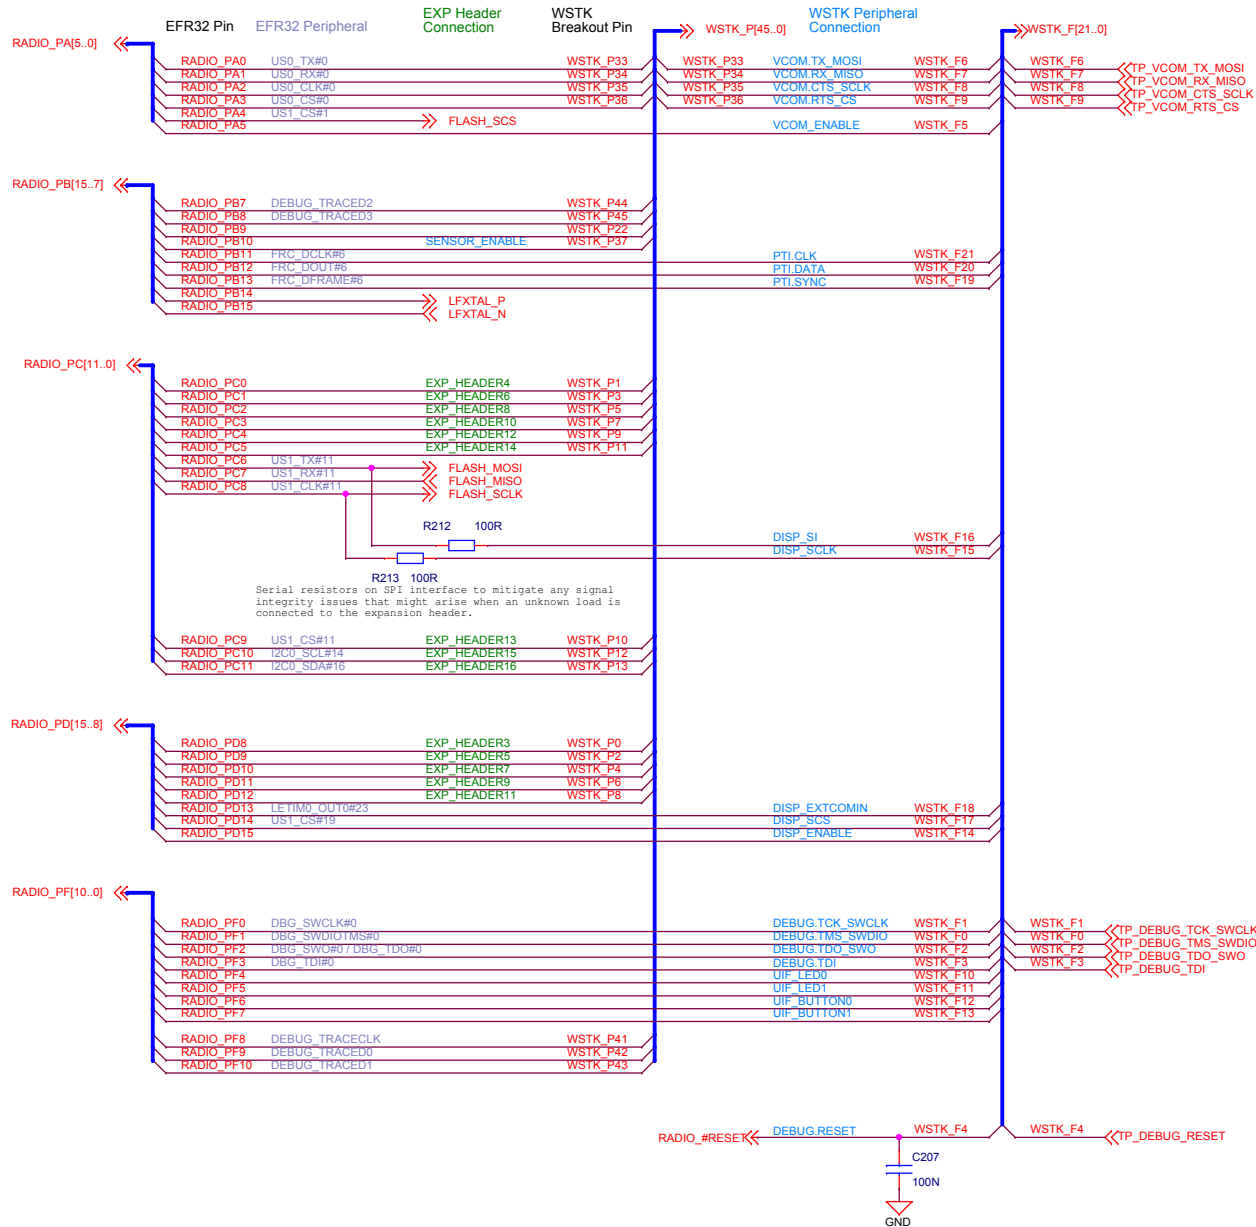 EFR32 Pin EFR32 Peripheral EXP Header Connection WSTK Breakout Pin WSTK Peripheral Connection
RADIO_PA[5..0] WSTK_P[45..0] WSTK_F[21..0]
RADIO_PA0 US0_TX#0 WSTK_P33 WSTK_P33 VCOM.TX_MOSI WSTK_F6 WSTK_F6 TP_VCOM_TX_MOSI
RADIO_PA1 US0_RX#0 WSTK_P34 WSTK_P34 VCOM.RX_MISO WSTK_F7 WSTK_F7 TP_VCOM_RX_MISO
RADIO_PA2 US0_CLK#0 WSTK_P35 WSTK_P35 VCOM.CTS_SCLK WSTK_F8 WSTK_F8 TP_VCOM_CTS_SCLK
RADIO_PA3 US0_CS#0 WSTK_P36 WSTK_P36 VCOM.RTS_CS WSTK_F9 WSTK_F9 TP_VCOM_RTS_CS
RADIO_PA4 US1_CS#1 FLASH_SCS
RADIO_PA5 VCOM_ENABLE WSTK_F5
RADIO_PB[15..7]
RADIO_PB7 DEBUG_TRACED2 WSTK_P44
RADIO_PB8 DEBUG_TRACED3 WSTK_P45
RADIO_PB9 WSTK_P22
RADIO_PB10 SENSOR_ENABLE WSTK_P37
RADIO_PB11 FRC_DCLK#6 PTI.CLK WSTK_F21
RADIO_PB12 FRC_DOUT#6 PTI.DATA WSTK_F20
RADIO_PB13 FRC_DFRAME#6 PTI.SYNC WSTK_F19
RADIO_PB14 LFXTAL_P
RADIO_PB15 LFXTAL_N
RADIO_PC[11..0]
RADIO_PC0 EXP_HEADER4 WSTK_P1
RADIO_PC1 EXP_HEADER6 WSTK_P3
RADIO_PC2 EXP_HEADER8 WSTK_P5
RADIO_PC3 EXP_HEADER10 WSTK_P7
RADIO_PC4 EXP_HEADER12 WSTK_P9
RADIO_PC5 EXP_HEADER14 WSTK_P11
RADIO_PC6 US1_TX#11 FLASH_MOSI
RADIO_PC7 US1_RX#11 FLASH_MISO
RADIO_PC8 US1_CLK#11 FLASH_SCLK
R212 100R DISP_SI WSTK_F16
DISP_SCLK WSTK_F15
R213 100R
Serial resistors on SPI interface to mitigate any signal
integrity issues that might arise when an unknown load is
connected to the expansion header.
RADIO_PC9 US1_CS#11 EXP_HEADER13 WSTK_P10
RADIO_PC10 I2C0_SCL#14 EXP_HEADER15 WSTK_P12
RADIO_PC11 I2C0_SDA#16 EXP_HEADER16 WSTK_P13
RADIO_PD[15..8]
RADIO_PD8 EXP_HEADER3 WSTK_P0
RADIO_PD9 EXP_HEADER5 WSTK_P2
RADIO_PD10 EXP_HEADER7 WSTK_P4
RADIO_PD11 EXP_HEADER9 WSTK_P6
RADIO_PD12 EXP_HEADER11 WSTK_P8
RADIO_PD13 LETIM0_OUT0#23 DISP_EXTCOMIN WSTK_F18
RADIO_PD14 US1_CS#19 DISP_SCS WSTK_F17
RADIO_PD15 DISP_ENABLE WSTK_F14
RADIO_PF[10..0]
RADIO_PF0 DBG_SWCLK#0 DEBUG.TCK_SWCLK WSTK_F1 WSTK_F1 TP_DEBUG_TCK_SWCLK
RADIO_PF1 DBG_SWDIOTMS#0 DEBUG.TMS_SWDIO WSTK_F0 WSTK_F0 TP_DEBUG_TMS_SWDIO
RADIO_PF2 DBG_SWO#0 / DBG_TDO#0 DEBUG.TDO_SWO WSTK_F2 WSTK_F2 TP_DEBUG_TDO_SWO
RADIO_PF3 DBG_TDI#0 DEBUG.TDI WSTK_F3 WSTK_F3 TP_DEBUG_TDI
RADIO_PF4 UIF_LED0 WSTK_F10
RADIO_PF5 UIF_LED1 WSTK_F11
RADIO_PF6 UIF_BUTTON0 WSTK_F12
RADIO_PF7 UIF_BUTTON1 WSTK_F13
RADIO_PF8 DEBUG_TRACECLK WSTK_P41
RADIO_PF9 DEBUG_TRACED0 WSTK_P42
RADIO_PF10 DEBUG_TRACED1 WSTK_P43
RADIO_#RESET DEBUG.RESET WSTK_F4 WSTK_F4 TP_DEBUG_RESET
C207
100N
GND